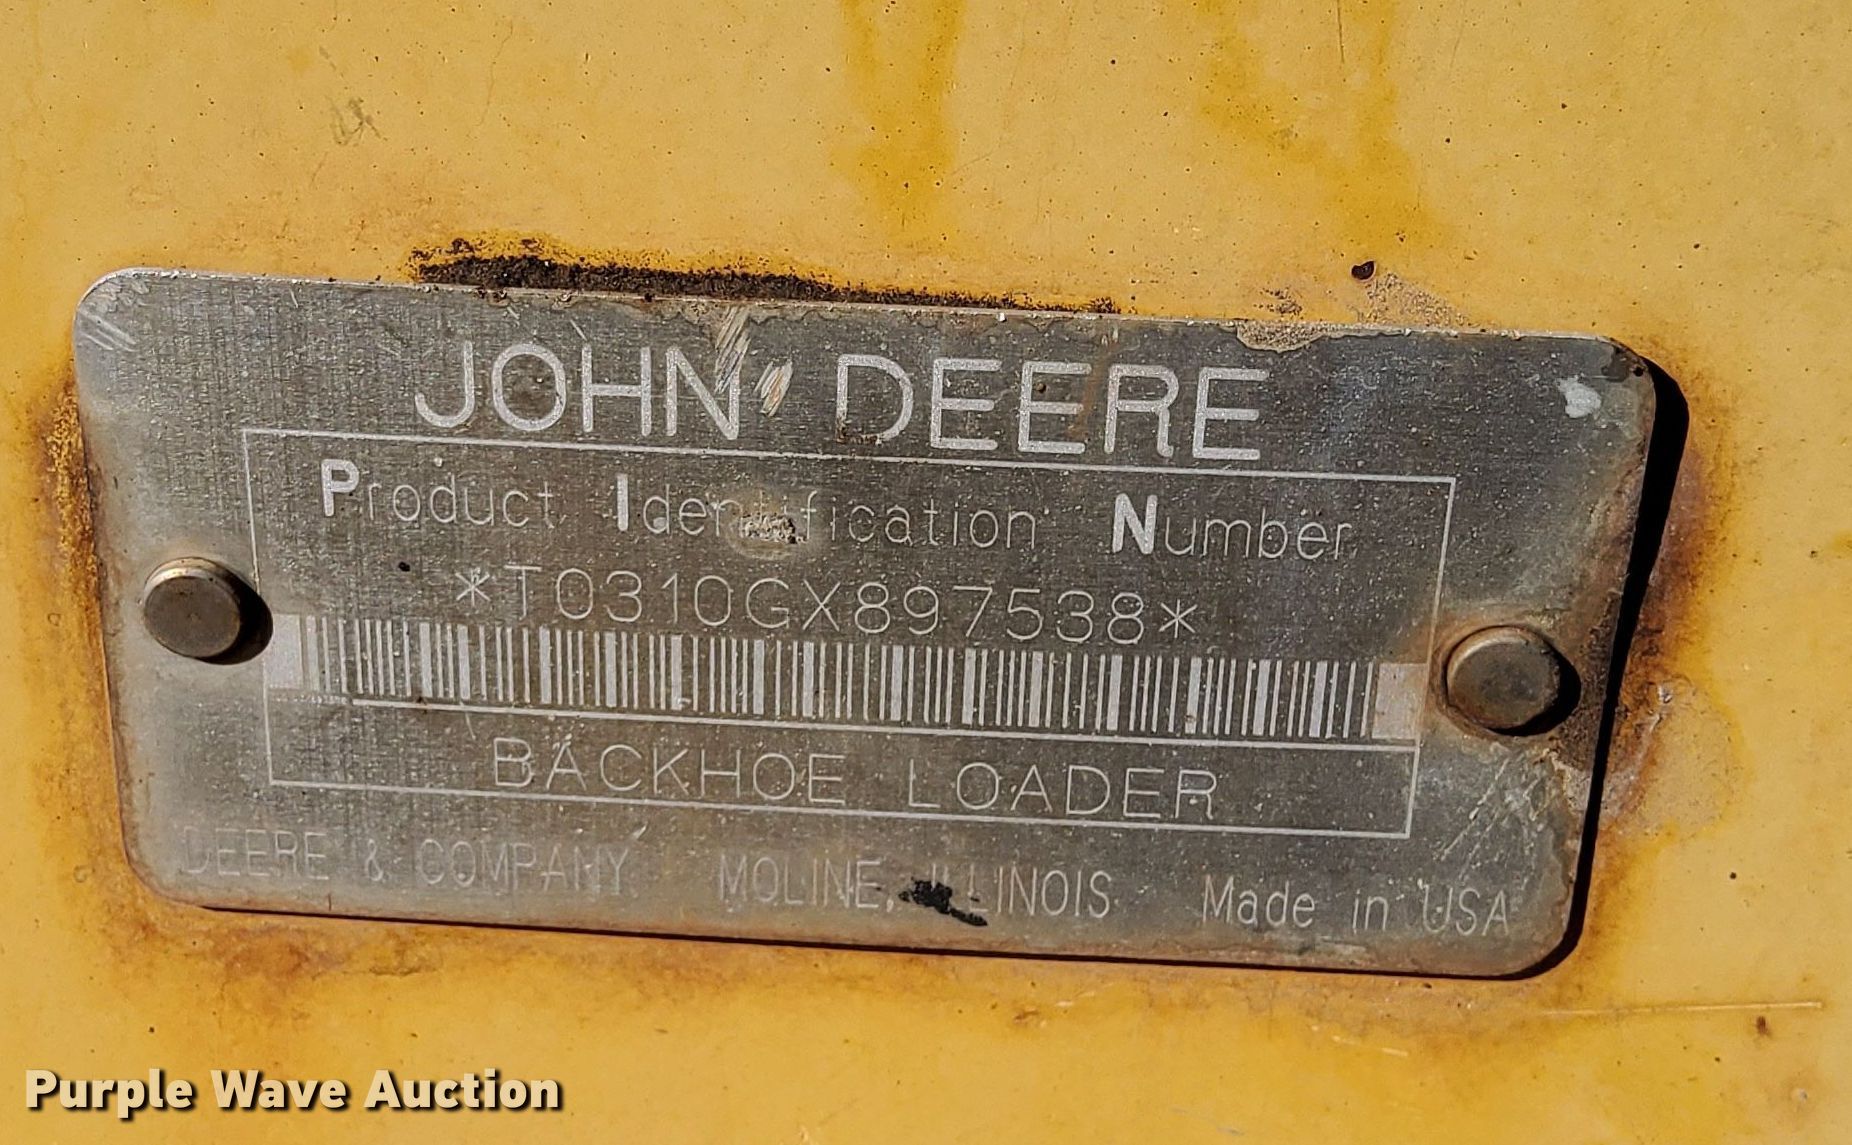 JOHN DEERE
Product Identification Number
*T0310GX897538*
BACKHOE LOADER
DEERE & COMPANY MOLINE, ILLINOIS Made in USA
Purple Wave Auction